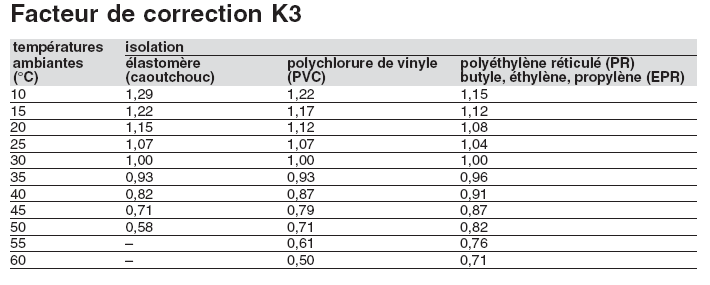 Facteur de correction K3
températures isolation
ambiantes élastomère polychlorure de vinyle polyéthylène réticulé (PR)
(°C) (caoutchouc) (PVC) butyle, éthylène, propylène (EPR)
10 1,29 1,22 1,15
15 1,22 1,17 1,12
20 1,15 1,12 1,08
25 1,07 1,07 1,04
30 1,00 1,00 1,00
35 0,93 0,93 0,96
40 0,82 0,87 0,91
45 0,71 0,79 0,87
50 0,58 0,71 0,82
55 – 0,61 0,76
60 – 0,50 0,71